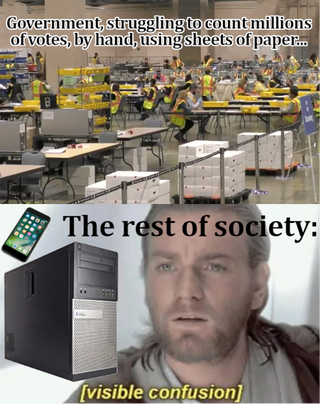 Government, struggling to count millions
of votes, by hand, using sheets of paper...
The rest of society:
[visible confusion]